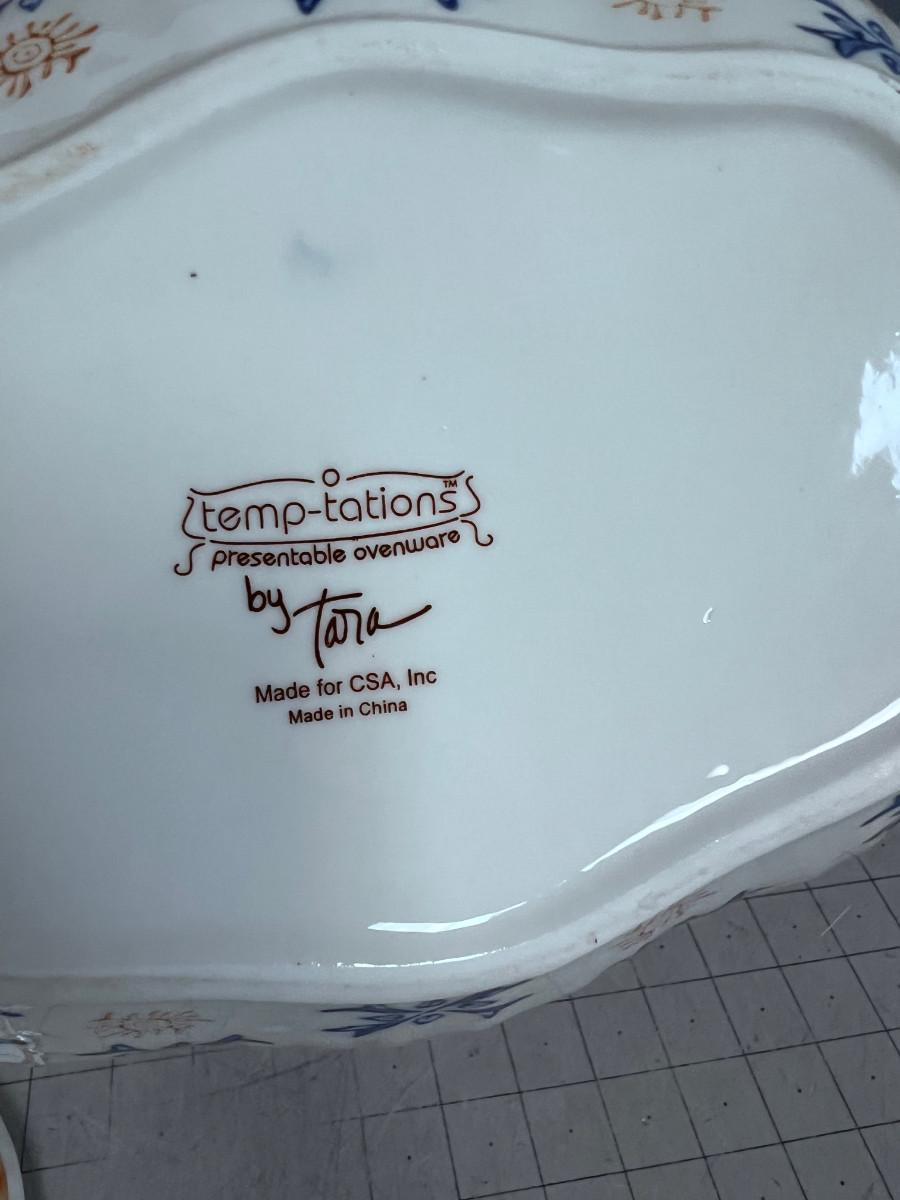 temp-tations™
presentable ovenware
by Tara
Made for CSA, Inc
Made in China